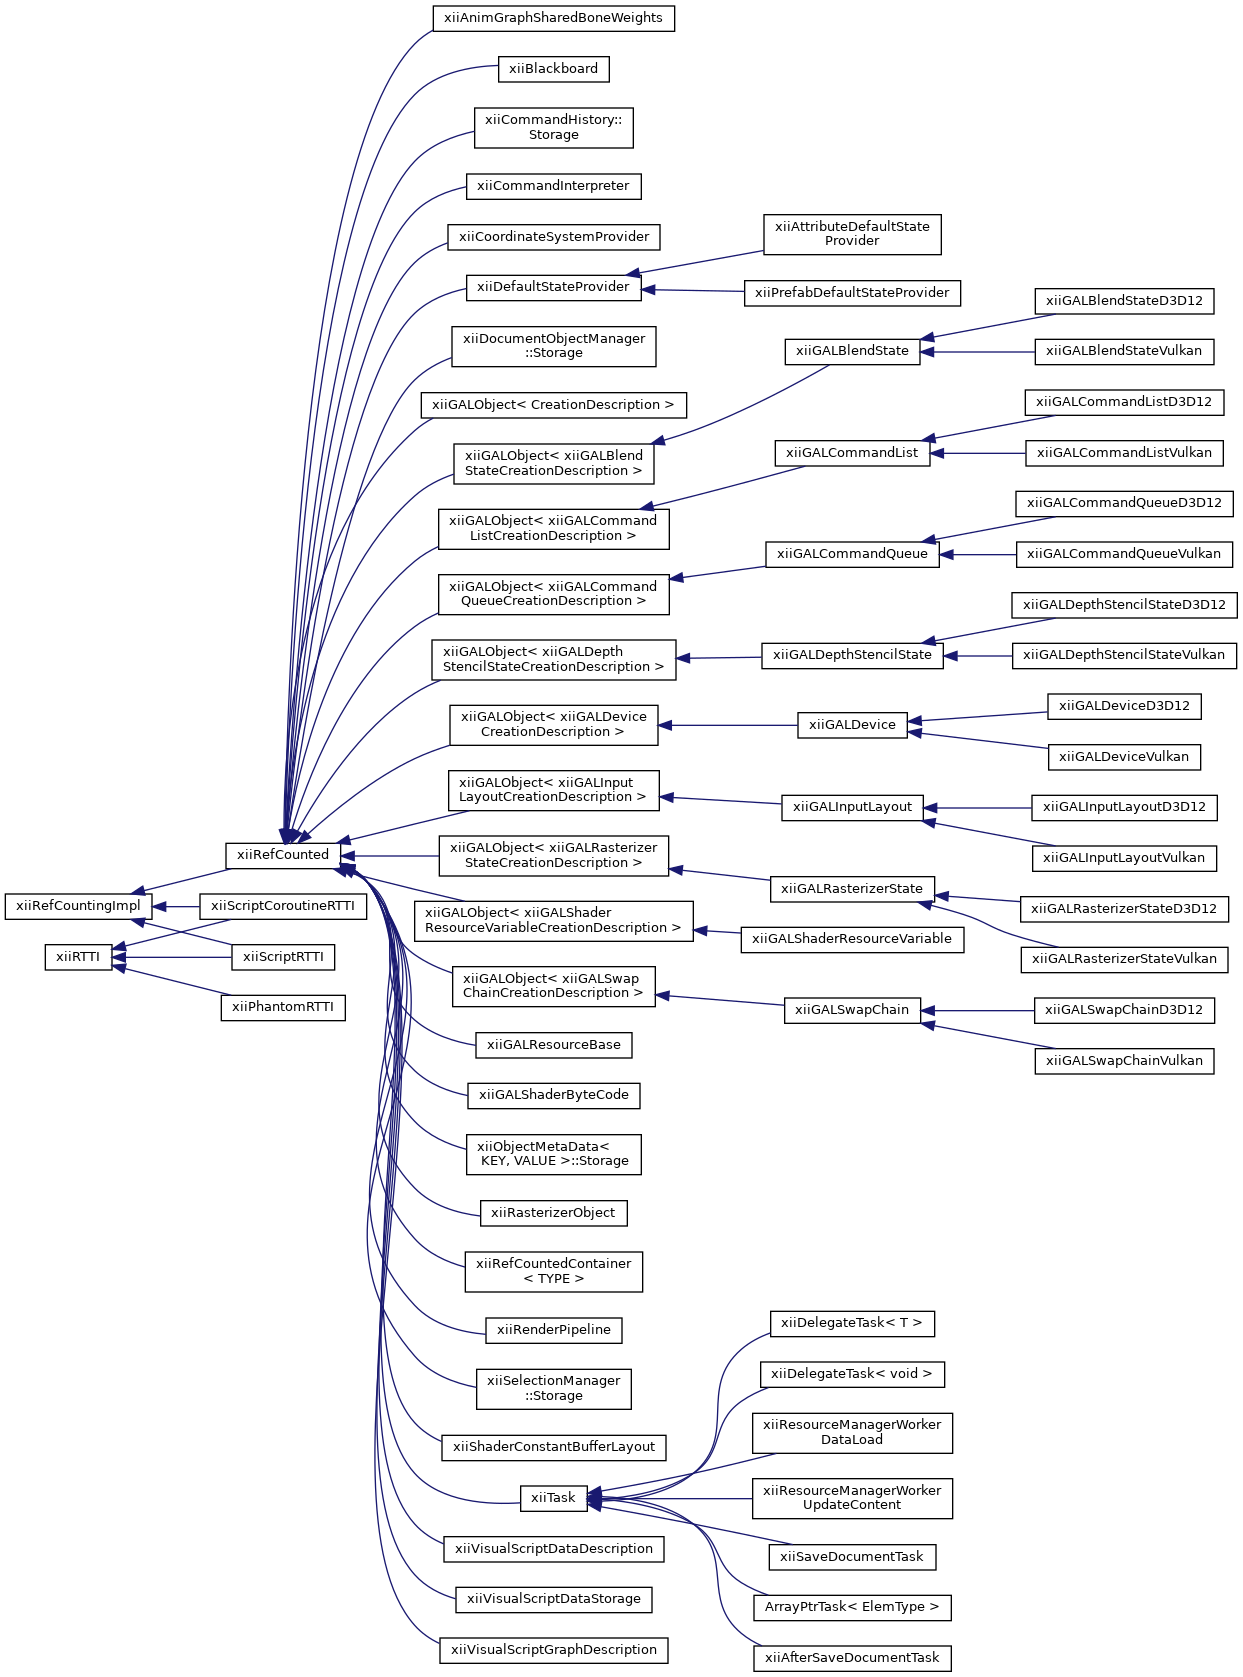 xiiAnimGraphSharedBoneWeights
xiiBlackboard
xiiCommandHistory::
Storage
xiiCommandInterpreter
xiiCoordinateSystemProvider
xiiDefaultStateProvider
xiiAttributeDefaultState
Provider
xiiPrefabDefaultStateProvider
xiiDocumentObjectManager
::Storage
xiiGALObject< CreationDescription >
xiiGALObject< xiiGALBlend
StateCreationDescription >
xiiGALBlendState
xiiGALBlendStateD3D12
xiiGALBlendStateVulkan
xiiGALObject< xiiGALCommand
ListCreationDescription >
xiiGALCommandList
xiiGALCommandListD3D12
xiiGALCommandListVulkan
xiiGALObject< xiiGALCommand
QueueCreationDescription >
xiiGALCommandQueue
xiiGALCommandQueueD3D12
xiiGALCommandQueueVulkan
xiiGALObject< xiiGALDepth
StencilStateCreationDescription >
xiiGALDepthStencilState
xiiGALDepthStencilStateD3D12
xiiGALDepthStencilStateVulkan
xiiGALObject< xiiGALDevice
CreationDescription >
xiiGALDevice
xiiGALDeviceD3D12
xiiGALDeviceVulkan
xiiGALObject< xiiGALInput
LayoutCreationDescription >
xiiGALInputLayout
xiiGALInputLayoutD3D12
xiiGALInputLayoutVulkan
xiiRefCounted
xiiGALObject< xiiGALRasterizer
StateCreationDescription >
xiiGALRasterizerState
xiiGALRasterizerStateD3D12
xiiGALRasterizerStateVulkan
xiiRefCountingImpl
xiiScriptCoroutineRTTI
xiiGALObject< xiiGALShader
ResourceVariableCreationDescription >
xiiGALShaderResourceVariable
xiiRTTI
xiiScriptRTTI
xiiPhantomRTTI
xiiGALObject< xiiGALSwap
ChainCreationDescription >
xiiGALSwapChain
xiiGALSwapChainD3D12
xiiGALSwapChainVulkan
xiiGALResourceBase
xiiGALShaderByteCode
xiiObjectMetaData<
KEY, VALUE >::Storage
xiiRasterizerObject
xiiRefCountedContainer
< TYPE >
xiiRenderPipeline
xiiSelectionManager
::Storage
xiiShaderConstantBufferLayout
xiiTask
xiiDelegateTask< T >
xiiDelegateTask< void >
xiiResourceManagerWorker
DataLoad
xiiResourceManagerWorker
UpdateContent
xiiSaveDocumentTask
ArrayPtrTask< ElemType >
xiiAfterSaveDocumentTask
xiiVisualScriptDataDescription
xiiVisualScriptDataStorage
xiiVisualScriptGraphDescription